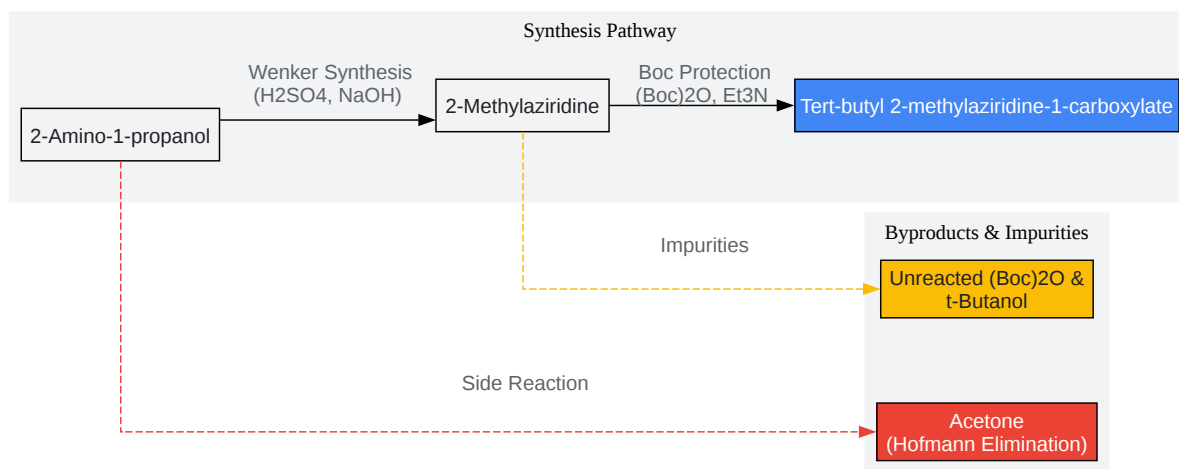 Synthesis Pathway
Wenker Synthesis
(H2SO4, NaOH)
Boc Protection
(Boc)2O, Et3N
2-Amino-1-propanol
2-Methylaziridine
Tert-butyl 2-methylaziridine-1-carboxylate
Impurities
Byproducts & Impurities
Unreacted (Boc)2O &
t-Butanol
Side Reaction
Acetone
(Hofmann Elimination)